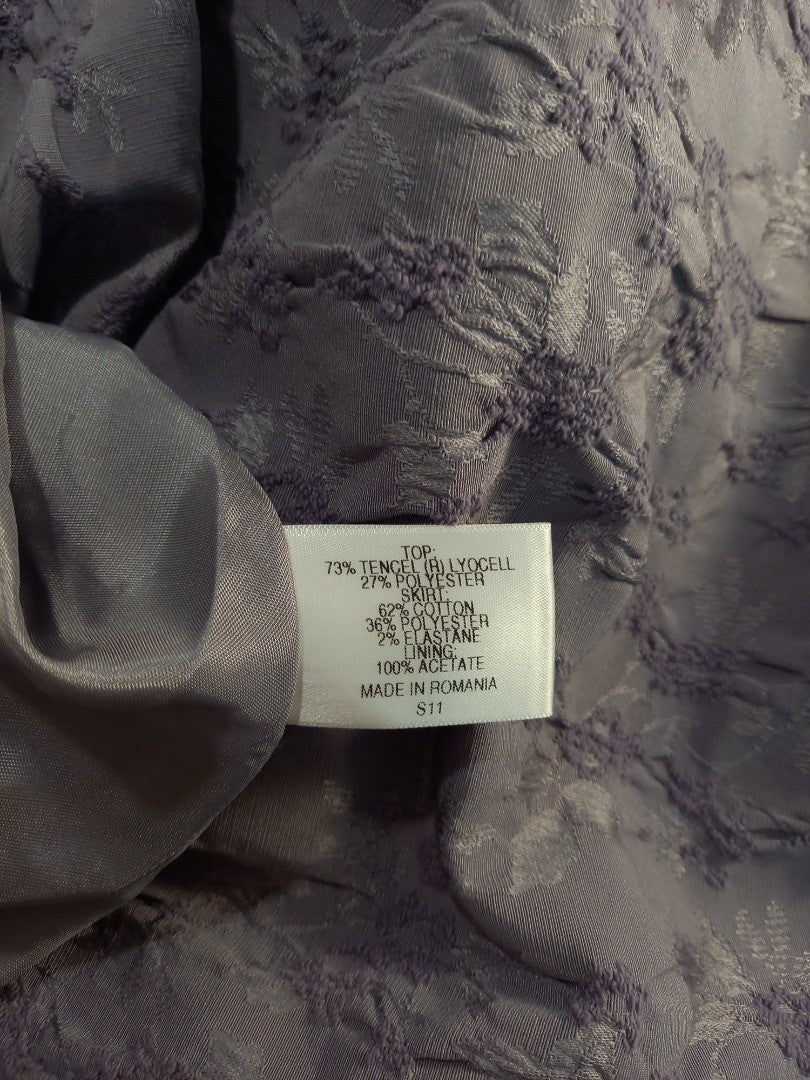 TOP:
73% TENCEL (R) LYOCELL
27% POLYESTER
SKIRT:
62% COTTON
36% POLYESTER
2% ELASTANE
LINING:
100% ACETATE
MADE IN ROMANIA
S11